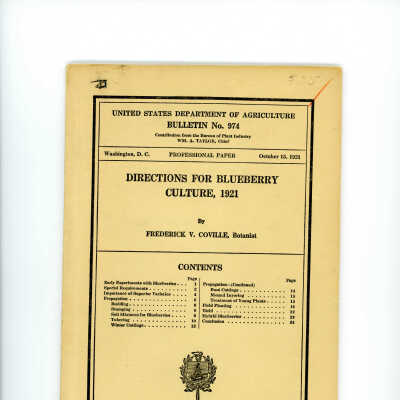 UNITED STATES DEPARTMENT OF AGRICULTURE
BULLETIN No. 974
Contribution from the Bureau of Plant Industry
WM. A. TAYLOR, Chief
Washington, D. C. PROFESSIONAL PAPER October 15, 1921
DIRECTIONS FOR BLUEBERRY
CULTURE, 1921
By
FREDERICK V. COVILLE, Botanist
CONTENTS
Page
Early Experiments with Blueberries
Special Requirements
Importance of Superior Varieties
Propagation
Budding
Stumping
Soil Mixtures for Blueberries
Tubering
Winter Cuttings
Page
Propagation—(Continued)
Root Cuttings
Mound Layering
Treatment of Young Plants
Field Planting
Yield
Hybrid Blueberries
Conclusion